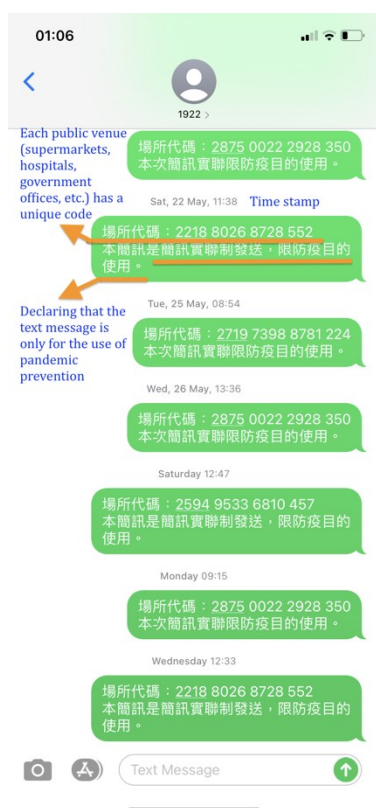 01:06
1922 >
Each public venue
(supermarkets,
hospitals,
government
offices, etc.) has a
unique code
場所代碼：2875 0022 2928 350
本次簡訊實聯限防疫目的使用。
Sat, 22 May, 11:38
Time stamp
場所代碼：2218 8026 8728 552
本簡訊是簡訊實聯制發送，限防疫目的
使用。
Declaring that the
text message is
only for the use of
pandemic
prevention
Tue, 25 May, 08:54
場所代碼：2719 7398 8781 224
本次簡訊實聯限防疫目的使用。
Wed, 26 May, 13:36
場所代碼：2875 0022 2928 350
本次簡訊實聯限防疫目的使用。
Saturday 12:47
場所代碼：2594 9533 6810 457
本簡訊是簡訊實聯制發送，限防疫目的
使用。
Monday 09:15
場所代碼：2875 0022 2928 350
本次簡訊實聯限防疫目的使用。
Wednesday 12:33
場所代碼：2218 8026 8728 552
本簡訊是簡訊實聯制發送，限防疫目的
使用。
Text Message